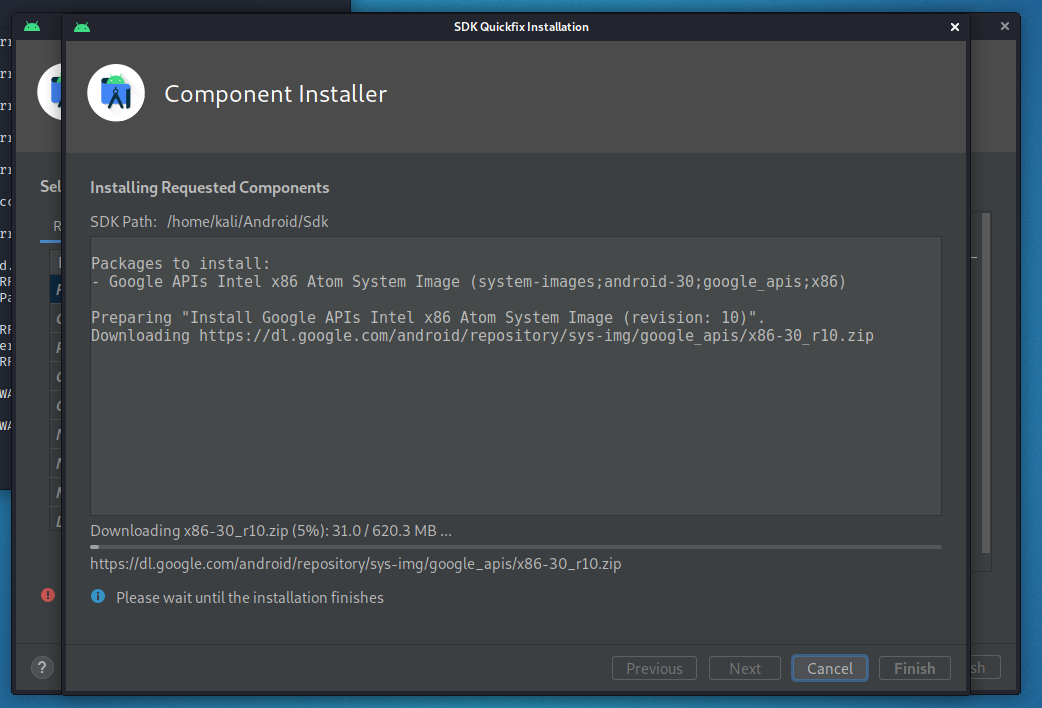 SDK Quickfix Installation
Component Installer
Installing Requested Components
SDK Path: /home/kali/Android/Sdk
Packages to install:
- Google APIs Intel x86 Atom System Image (system-images;android-30;google_apis;x86)
Preparing "Install Google APIs Intel x86 Atom System Image (revision: 10)".
Downloading https://dl.google.com/android/repository/sys-img/google_apis/x86-30_r10.zip
Downloading x86-30_r10.zip (5%): 31.0 / 620.3 MB ...
https://dl.google.com/android/repository/sys-img/google_apis/x86-30_r10.zip
Please wait until the installation finishes
? Previous Next Cancel Finish